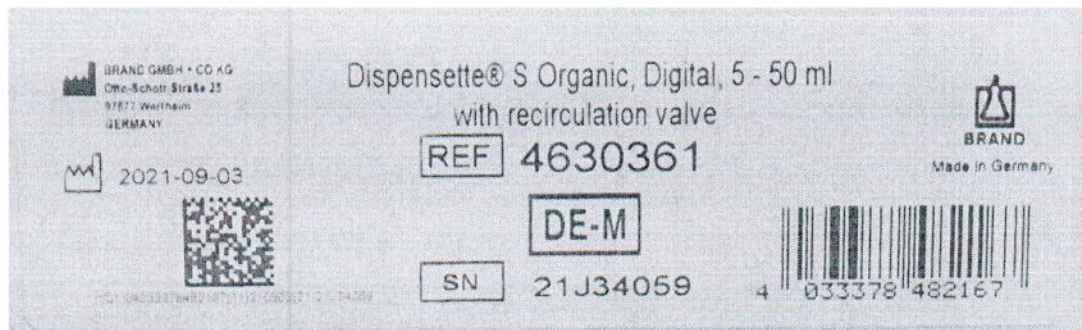 BRAND GMBH + CO KG
Otto-Schott-Straße 25
97877 Wertheim
GERMANY
2021-09-03
Dispensette® S Organic, Digital, 5 - 50 ml
with recirculation valve
REF 4630361
DE-M
SN 21J34059
BRAND
Made in Germany
4 033378 482167